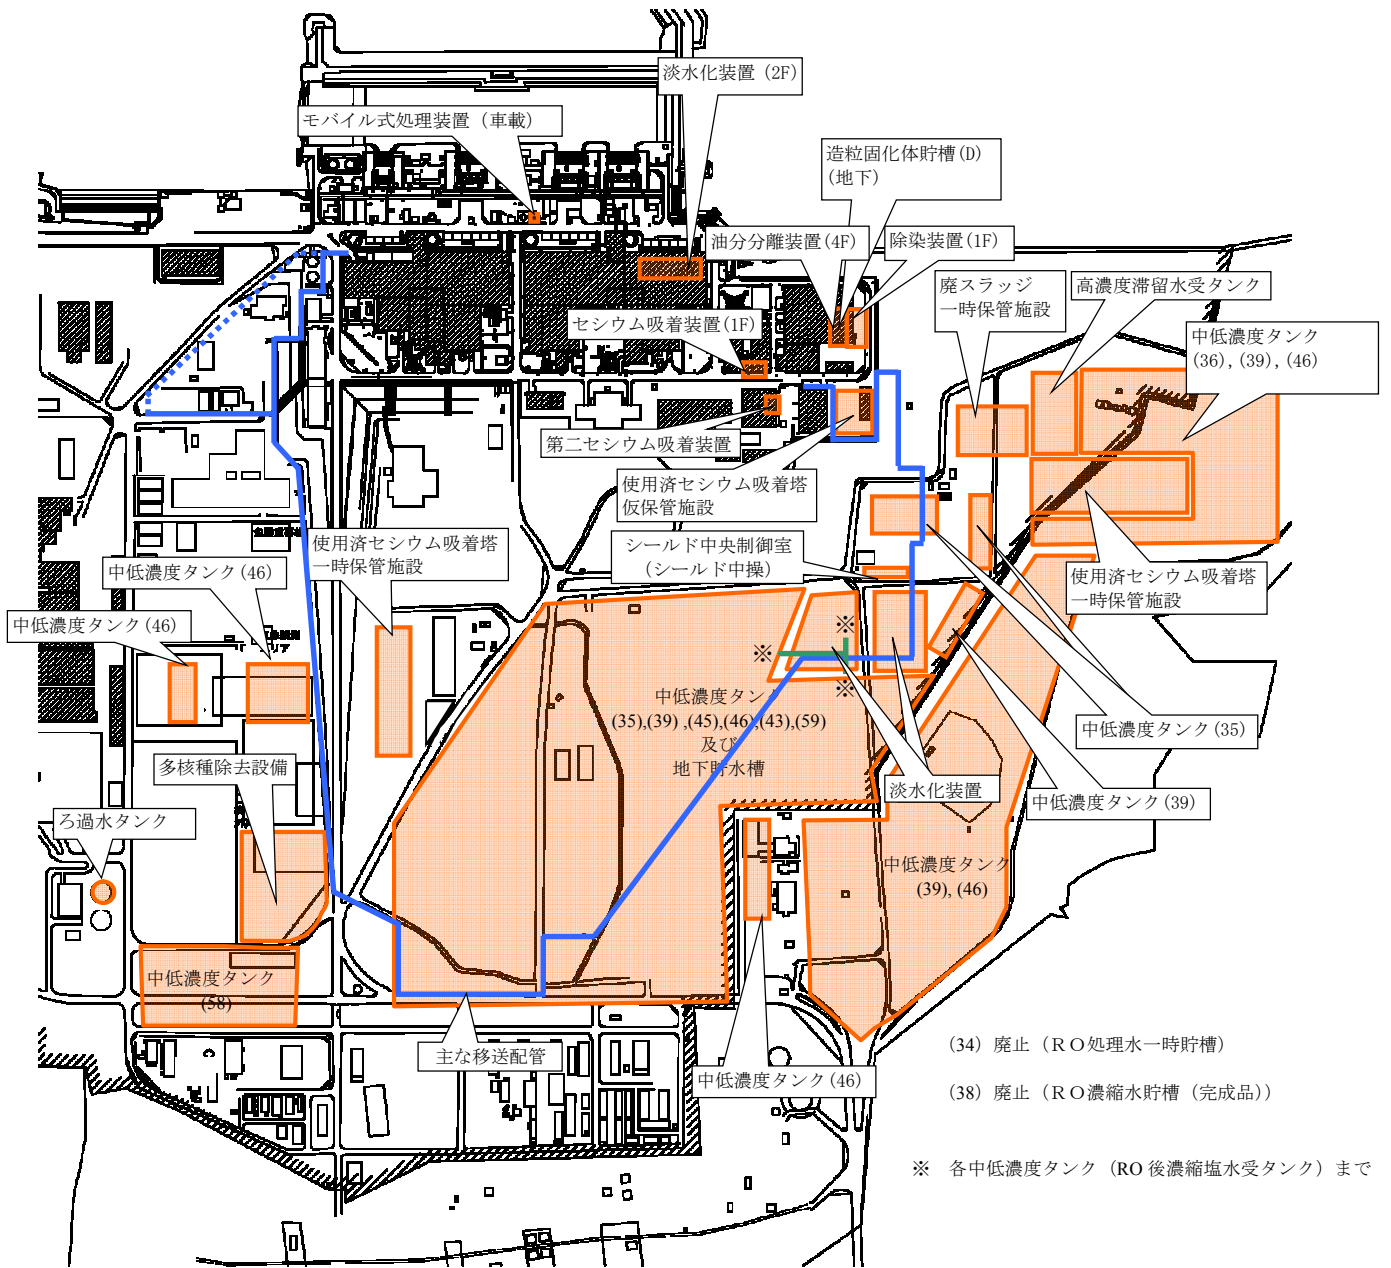 淡水化装置 (2F)
モバイル式処理装置（車載）
造粒固化体貯槽(D)
(地下)
油分分離装置(4F)
除染装置(1F)
廃スラッジ
一時保管施設
高濃度滞留水受タンク
中低濃度タンク
(36), (39), (46)
セシウム吸着装置(1F)
第二セシウム吸着装置
使用済セシウム吸着塔
仮保管施設
シールド中央制御室
（シールド中操）
使用済セシウム吸着塔
一時保管施設
使用済セシウム吸着塔
一時保管施設
中低濃度タンク(46)
中低濃度タンク(46)
※
※
※
中低濃度タンク
(35),(39) ,(45),(46),(43),(59)
及び
地下貯水槽
中低濃度タンク(35)
多核種除去設備
淡水化装置
中低濃度タンク(39)
ろ過水タンク
中低濃度タンク
(39), (46)
中低濃度タンク
(58)
主な移送配管
中低濃度タンク(46)
(34) 廃止（ＲＯ処理水一時貯槽）
(38) 廃止（ＲＯ濃縮水貯槽（完成品））
※ 各中低濃度タンク（RO 後濃縮塩水受タンク）まで